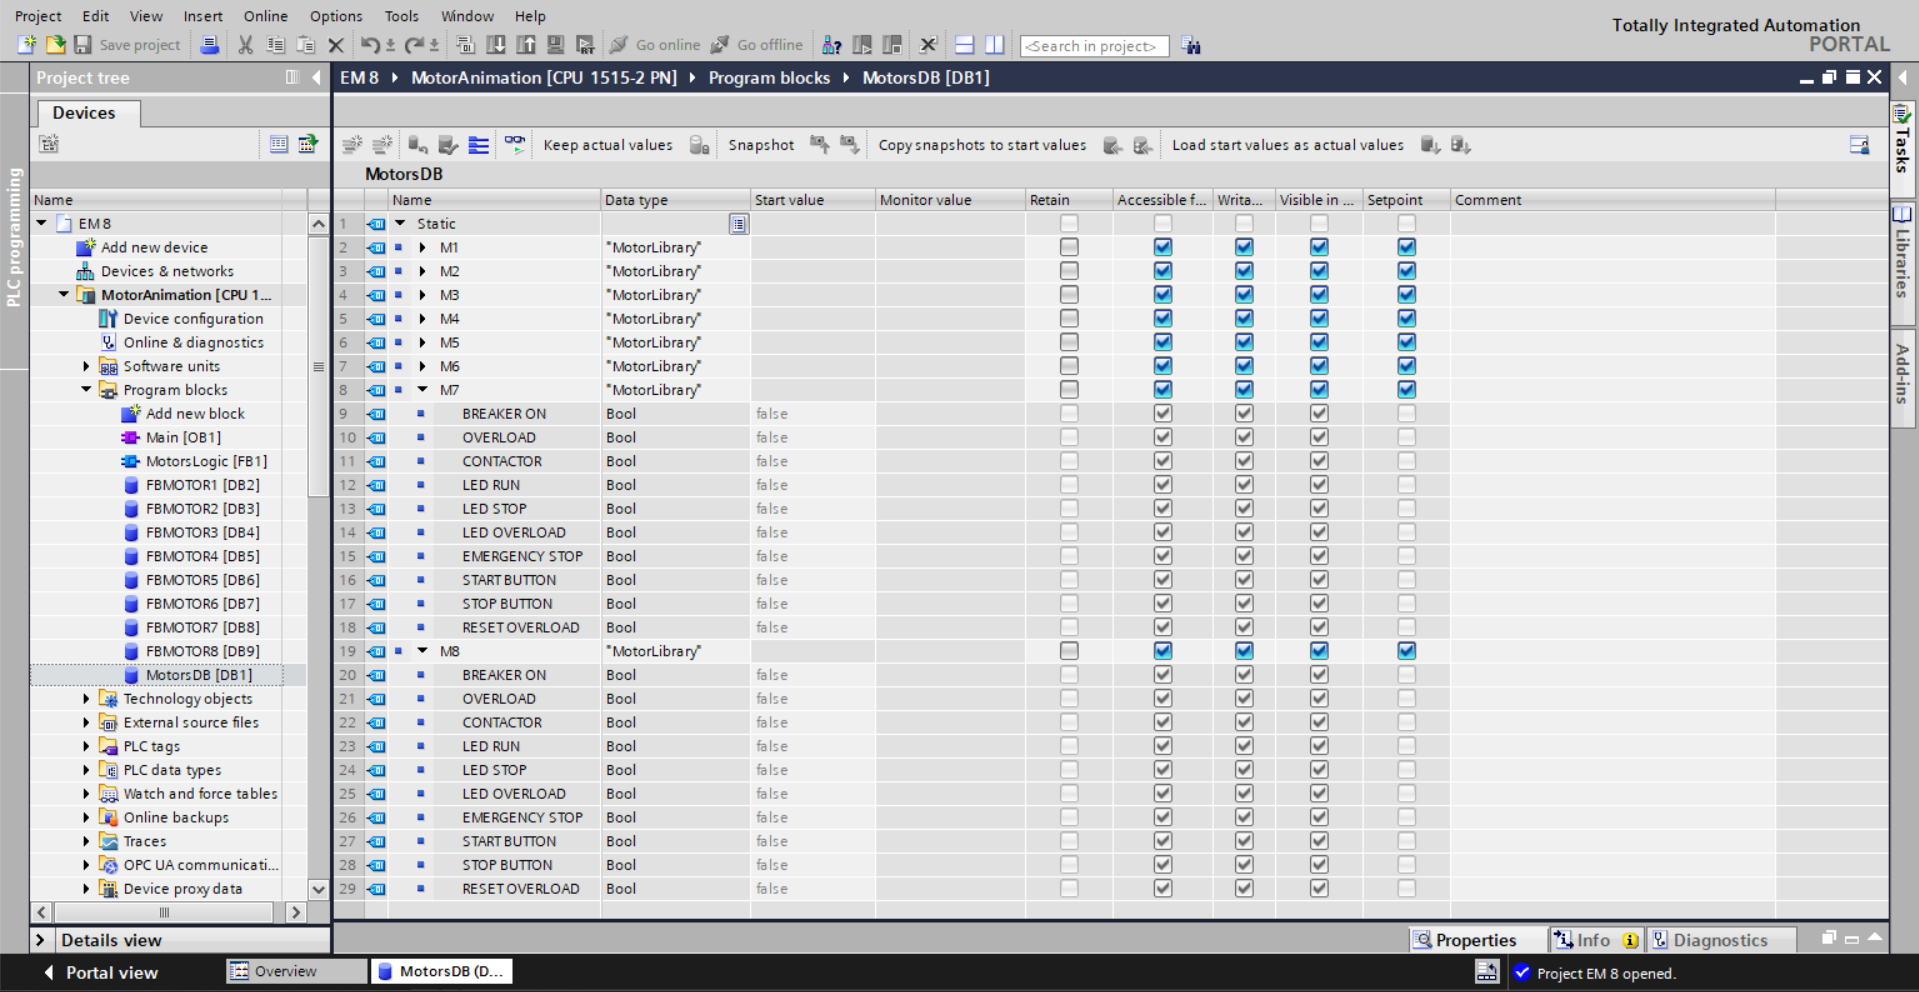 Project Edit View Insert Online Options Tools Window Help
Totally Integrated Automation
PORTAL
Save project Go online Go offline <Search in project>
Project tree
EM 8 MotorAnimation [CPU 1515-2 PN] Program blocks MotorsDB [DB1]
Devices
Keep actual values Snapshot Copy snapshots to start values Load start values as actual values
MotorsDB
Name
Name Data type Start value Monitor value Retain Accessible f... Writa... Visible in ... Setpoint Comment
EM 8
Add new device
Devices & networks
MotorAnimation [CPU 1...
Device configuration
Online & diagnostics
Software units
Program blocks
Add new block
Main [OB1]
MotorsLogic [FB1]
FBMOTOR1 [DB2]
FBMOTOR2 [DB3]
FBMOTOR3 [DB4]
FBMOTOR4 [DB5]
FBMOTOR5 [DB6]
FBMOTOR6 [DB7]
FBMOTOR7 [DB8]
FBMOTOR8 [DB9]
MotorsDB [DB1]
Technology objects
External source files
PLC tags
PLC data types
Watch and force tables
Online backups
Traces
OPC UA communicati...
Device proxy data
1 Static
2 M1 "MotorLibrary"
3 M2 "MotorLibrary"
4 M3 "MotorLibrary"
5 M4 "MotorLibrary"
6 M5 "MotorLibrary"
7 M6 "MotorLibrary"
8 M7 "MotorLibrary"
9 BREAKER ON Bool false
10 OVERLOAD Bool false
11 CONTACTOR Bool false
12 LED RUN Bool false
13 LED STOP Bool false
14 LED OVERLOAD Bool false
15 EMERGENCY STOP Bool false
16 START BUTTON Bool false
17 STOP BUTTON Bool false
18 RESET OVERLOAD Bool false
19 M8 "MotorLibrary"
20 BREAKER ON Bool false
21 OVERLOAD Bool false
22 CONTACTOR Bool false
23 LED RUN Bool false
24 LED STOP Bool false
25 LED OVERLOAD Bool false
26 EMERGENCY STOP Bool false
27 START BUTTON Bool false
28 STOP BUTTON Bool false
29 RESET OVERLOAD Bool false
PLC programming
Tasks
Libraries
Add-ins
Details view
Properties Info Diagnostics
Portal view Overview MotorsDB (D... Project EM 8 opened.